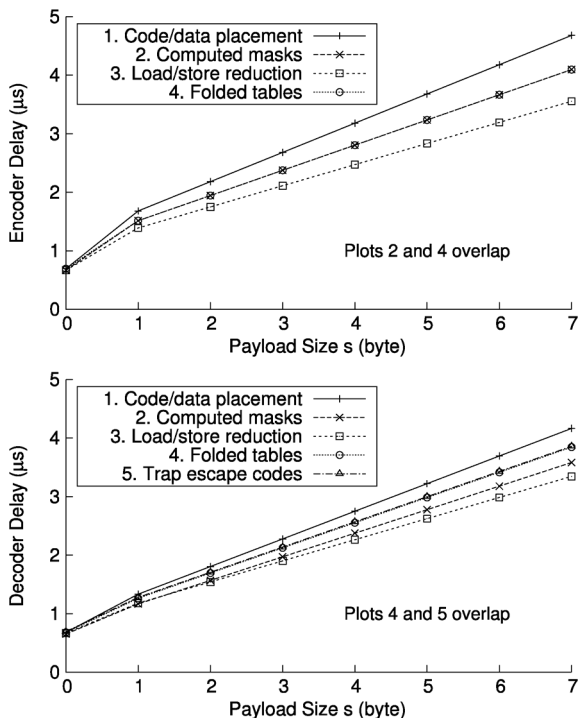 5
1. Code/data placement
2. Computed masks
3. Load/store reduction
4. Folded tables
4
3
2
1
0
Encoder Delay (μs)
Plots 2 and 4 overlap
0 1 2 3 4 5 6 7
Payload Size s (byte)
5
1. Code/data placement
2. Computed masks
3. Load/store reduction
4. Folded tables
5. Trap escape codes
4
3
2
1
0
Decoder Delay (μs)
Plots 4 and 5 overlap
0 1 2 3 4 5 6 7
Payload Size s (byte)